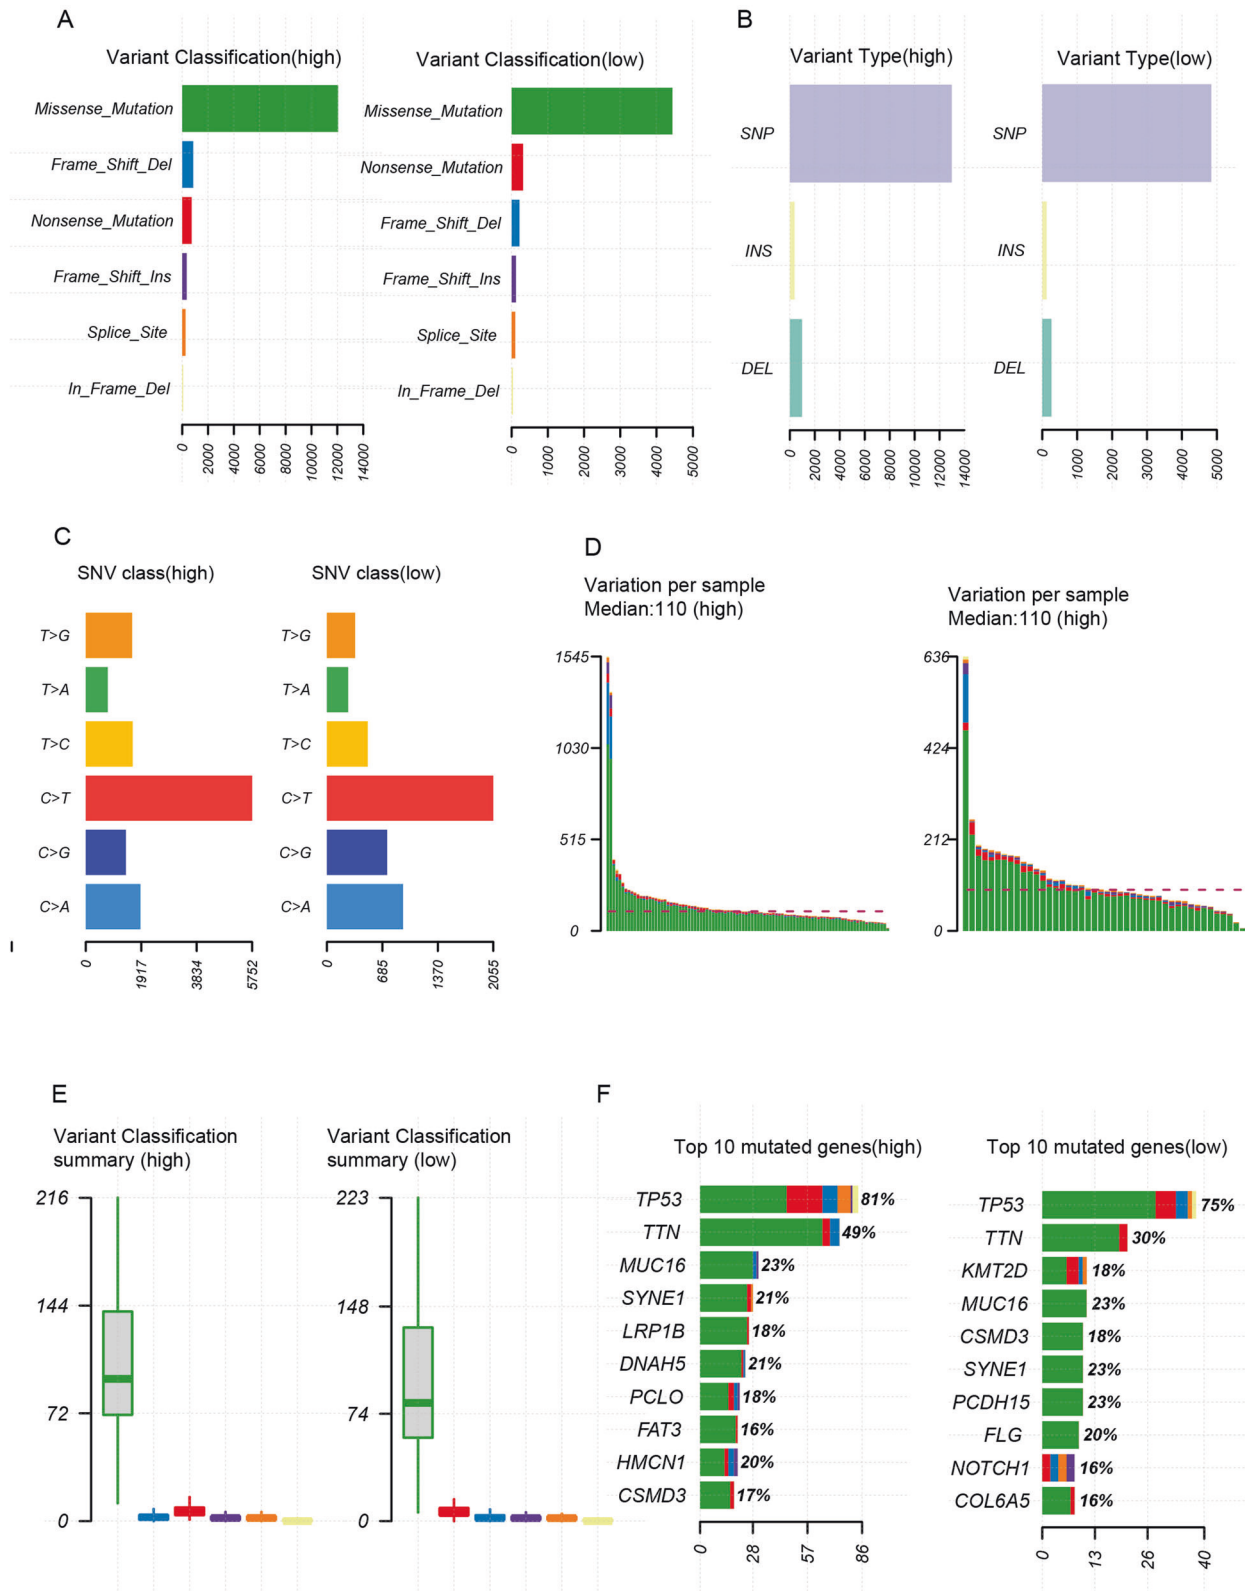 A
Variant Classification(high)
Missense_Mutation
Frame_Shift_Del
Nonsense_Mutation
Frame_Shift_Ins
Splice_Site
In_Frame_Del
0
2000
4000
6000
8000
10000
12000
14000
Variant Classification(low)
Missense_Mutation
Nonsense_Mutation
Frame_Shift_Del
Frame_Shift_Ins
Splice_Site
In_Frame_Del
0
1000
2000
3000
4000
5000
B
Variant Type(high)
SNP
INS
DEL
0
2000
4000
6000
8000
10000
12000
14000
Variant Type(low)
SNP
INS
DEL
0
1000
2000
3000
4000
5000
C
SNV class(high)
T>G
T>A
T>C
C>T
C>G
C>A
0
1917
3834
5752
SNV class(low)
T>G
T>A
T>C
C>T
C>G
C>A
0
685
1370
2055
D
Variation per sample
Median:110 (high)
1545
1030
515
0
Variation per sample
Median:110 (high)
636
424
212
0
E
Variant Classification
summary (high)
216
144
72
0
Variant Classification
summary (low)
223
148
74
0
F
Top 10 mutated genes(high)
TP53 81%
TTN 49%
MUC16 23%
SYNE1 21%
LRP1B 18%
DNAH5 21%
PCLO 18%
FAT3 16%
HMCN1 20%
CSMD3 17%
0
28
57
86
Top 10 mutated genes(low)
TP53 75%
TTN 30%
KMT2D 18%
MUC16 23%
CSMD3 18%
SYNE1 23%
PCDH15 23%
FLG 20%
NOTCH1 16%
COL6A5 16%
0
13
26
40